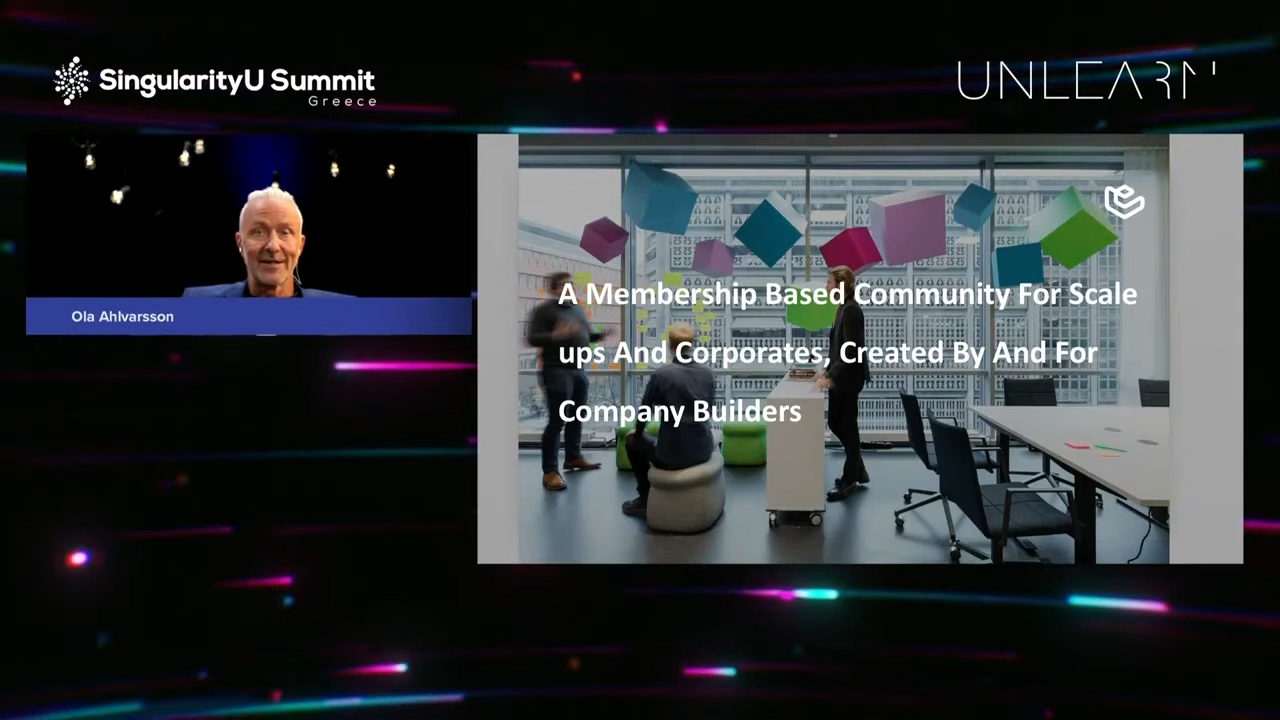 SingularityU Summit
Greece
UNLEARN
Ola Ahlvarsson
A Membership Based Community For Scale
ups And Corporates, Created By And For
Company Builders